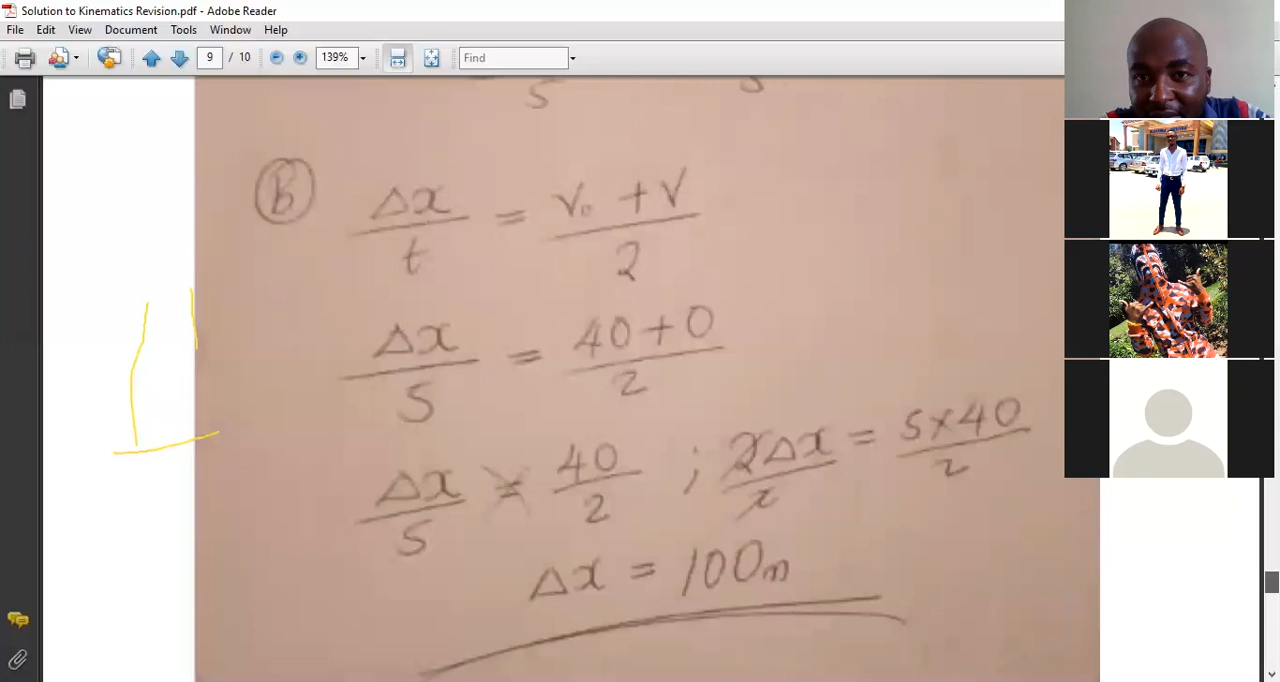 Solution to Kinematics Revision.pdf - Adobe Reader
File Edit View Document Tools Window Help
9 / 10 139% Find
5
B Δx/t = (V₀ + V)/2
Δx/5 = (40 + 0)/2
Δx/5 = 40/2 ; 2Δx/2 = 5×40/2
Δx = 100m